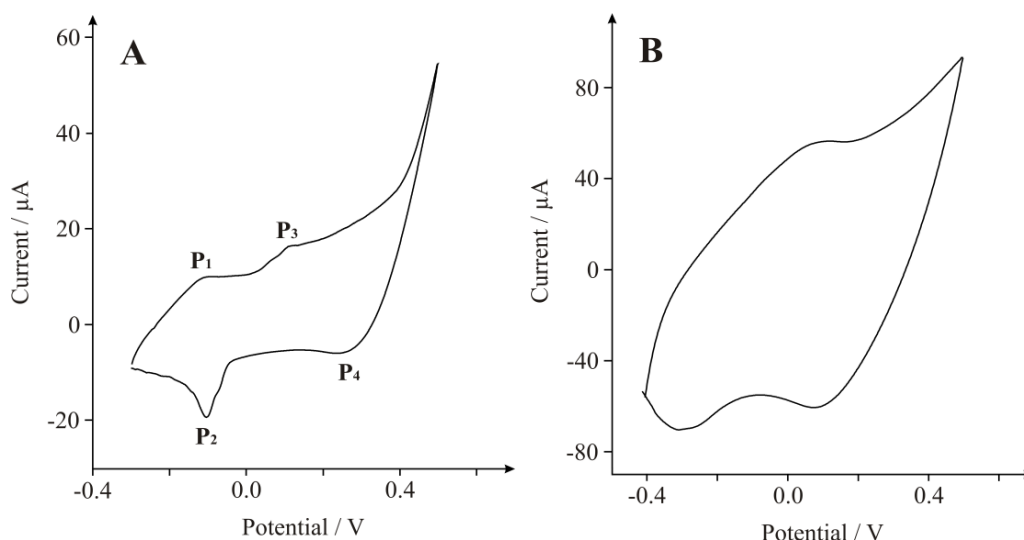 A
60
40
20
0
-20
P1
P3
P2
P4
Current / μA
-0.4
0.0
0.4
Potential / V
B
80
40
0
-40
-80
Current / μA
-0.4
0.0
0.4
Potential / V